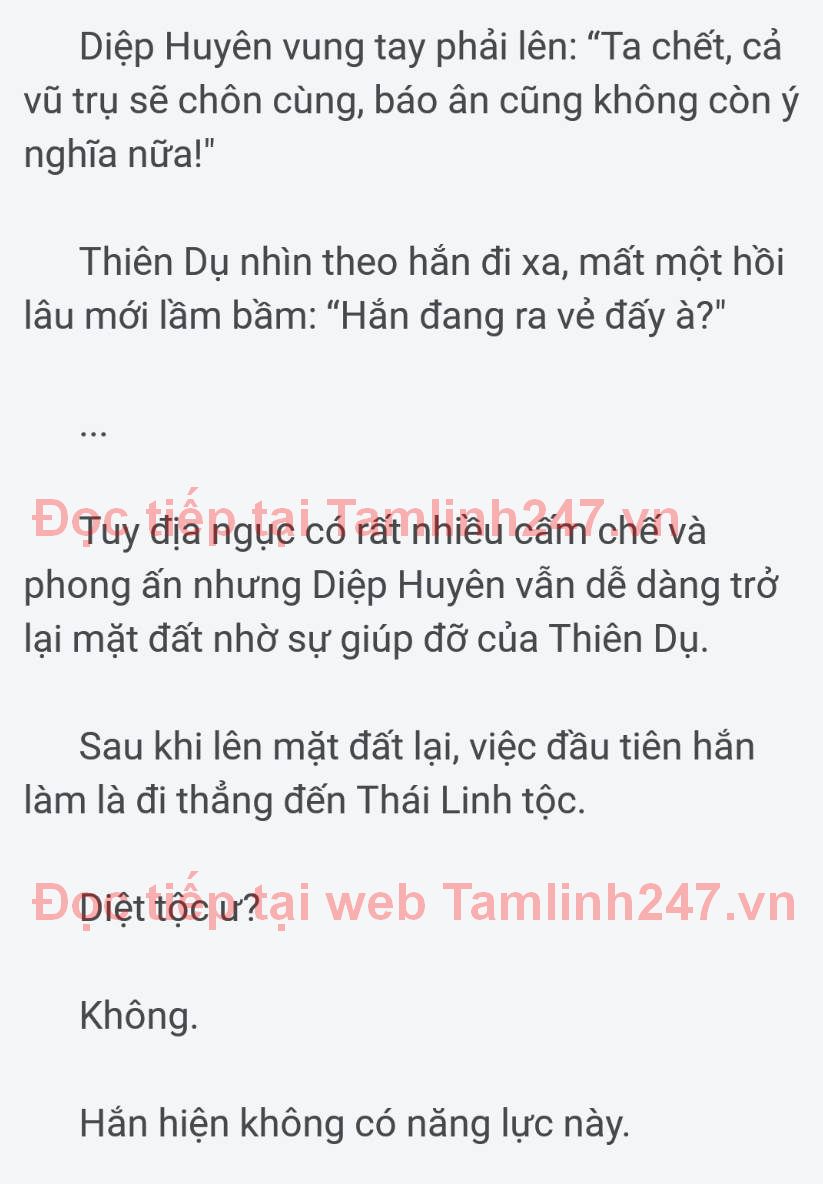 Diệp Huyên vung tay phải lên: “Ta chết, cả
vũ trụ sẽ chôn cùng, báo ân cũng không còn ý
nghĩa nữa!"
Thiên Dụ nhìn theo hắn đi xa, mất một hồi
lâu mới lầm bầm: “Hắn đang ra vẻ đấy à?"
...
Đọc tiếp tại Tamlinh247.vn
Tuy địa ngục có rất nhiều cấm chế và
phong ấn nhưng Diệp Huyên vẫn dễ dàng trở
lại mặt đất nhờ sự giúp đỡ của Thiên Dụ.
Sau khi lên mặt đất lại, việc đầu tiên hắn
làm là đi thẳng đến Thái Linh tộc.
Đọc tiếp tại web Tamlinh247.vn
Diệt tộc ư?
Không.
Hắn hiện không có năng lực này.